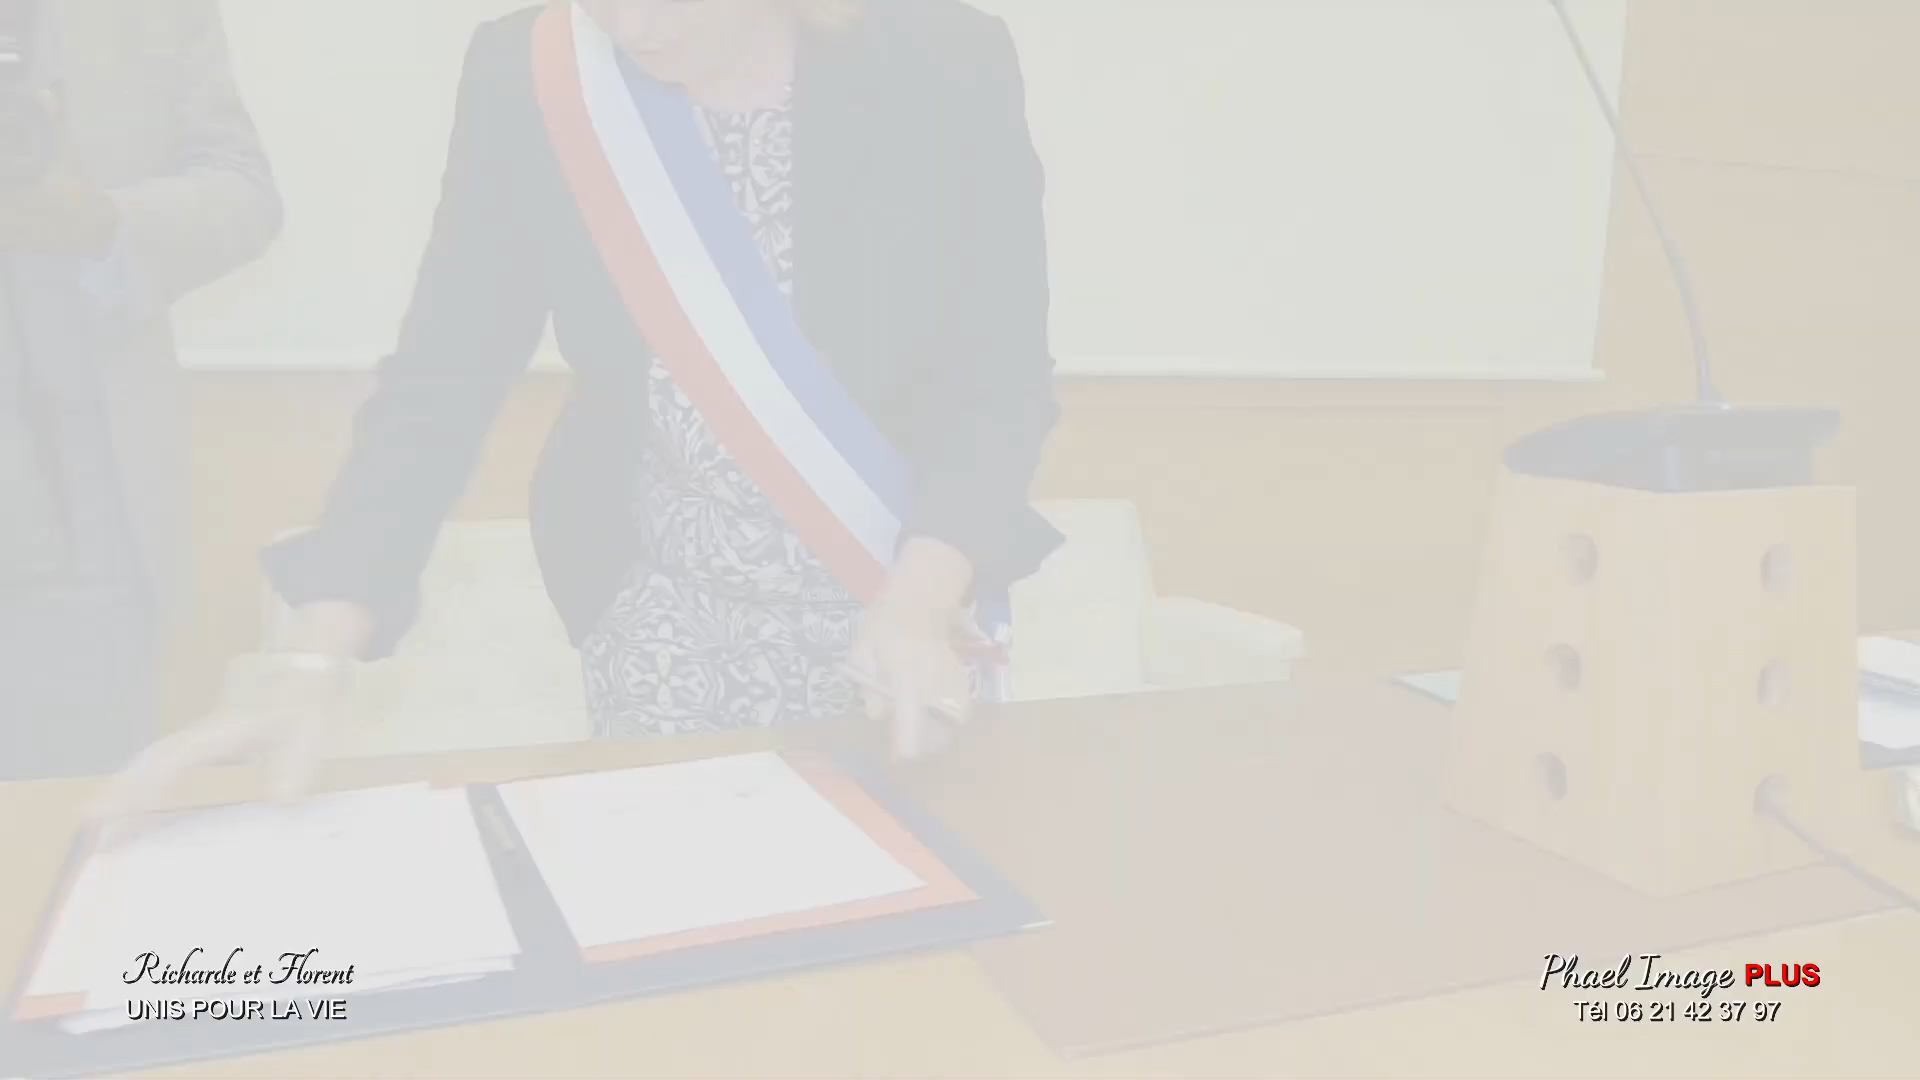 Richarde et Florent
UNIS POUR LA VIE
Phael Image PLUS
Tél 06 21 42 37 97